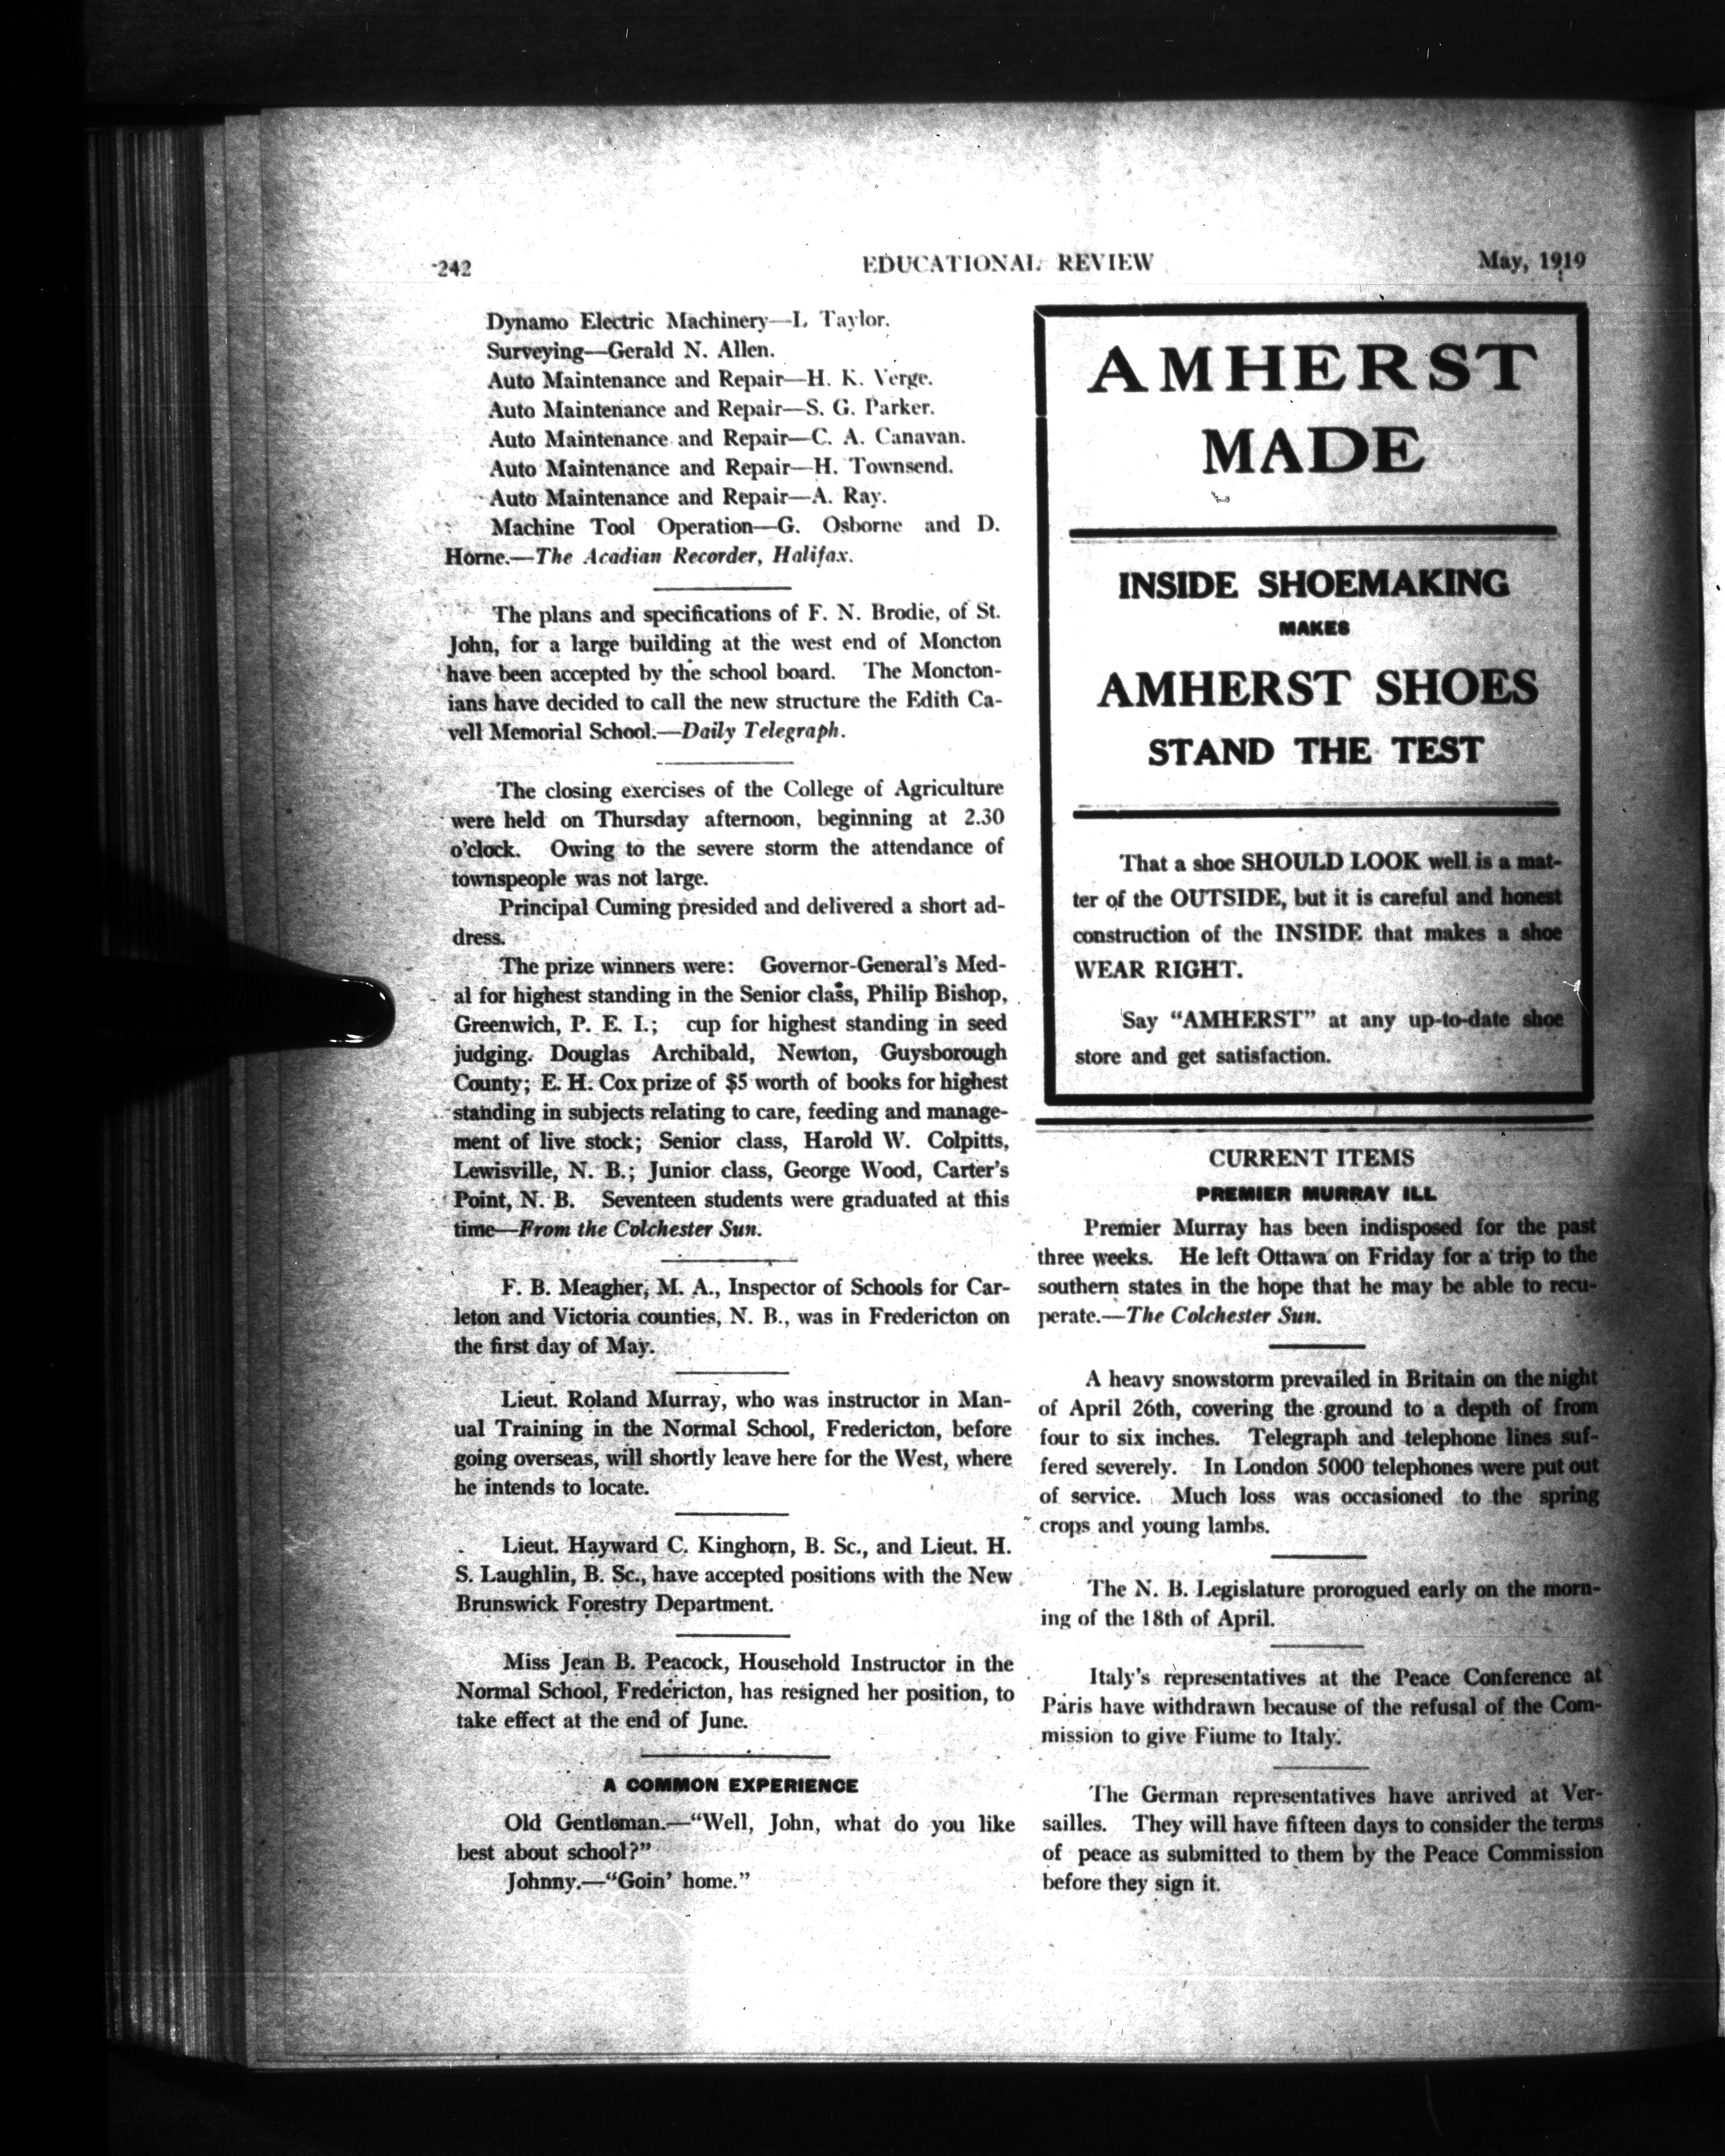 242 EDUCATIONAL REVIEW May, 1919
Dynamo Electric Machinery—L Taylor.
Surveying—Gerald N. Allen.
Auto Maintenance and Repair—H. K. Verge.
Auto Maintenance and Repair—S. G. Parker.
Auto Maintenance and Repair—C. A. Canavan.
Auto Maintenance and Repair—H. Townsend.
Auto Maintenance and Repair—A. Ray.
Machine Tool Operation—G. Osborne and D.
Horne.—The Acadian Recorder, Halifax.
The plans and specifications of F. N. Brodie, of St.
John, for a large building at the west end of Moncton
have been accepted by the school board. The Moncton-
ians have decided to call the new structure the Edith Ca-
vell Memorial School.—Daily Telegraph.
The closing exercises of the College of Agriculture
were held on Thursday afternoon, beginning at 2.30
o'clock. Owing to the severe storm the attendance of
townspeople was not large.
Principal Cuming presided and delivered a short ad-
dress.
The prize winners were: Governor-General's Med-
al for highest standing in the Senior class, Philip Bishop,
Greenwich, P. E. I.; cup for highest standing in seed
judging. Douglas Archibald, Newton, Guysborough
County; E. H. Cox prize of $5 worth of books for highest
standing in subjects relating to care, feeding and manage-
ment of live stock; Senior class, Harold W. Colpitts,
Lewisville, N. B.; Junior class, George Wood, Carter's
Point, N. B. Seventeen students were graduated at this
time—From the Colchester Sun.
F. B. Meagher, M. A., Inspector of Schools for Car-
leton and Victoria counties, N. B., was in Fredericton on
the first day of May.
Lieut. Roland Murray, who was instructor in Man-
ual Training in the Normal School, Fredericton, before
going overseas, will shortly leave here for the West, where
he intends to locate.
Lieut. Hayward C. Kinghorn, B. Sc., and Lieut. H.
S. Laughlin, B. Sc., have accepted positions with the New
Brunswick Forestry Department.
Miss Jean B. Peacock, Household Instructor in the
Normal School, Fredericton, has resigned her position, to
take effect at the end of June.
A COMMON EXPERIENCE
Old Gentleman.—“Well, John, what do you like
best about school?”
Johnny.—“Goin' home.”
AMHERST
MADE
INSIDE SHOEMAKING
MAKES
AMHERST SHOES
STAND THE TEST
That a shoe SHOULD LOOK well is a mat-
ter of the OUTSIDE, but it is careful and honest
construction of the INSIDE that makes a shoe
WEAR RIGHT.
Say “AMHERST” at any up-to-date shoe
store and get satisfaction.
CURRENT ITEMS
PREMIER MURRAY ILL
Premier Murray has been indisposed for the past
three weeks. He left Ottawa on Friday for a trip to the
southern states in the hope that he may be able to recu-
perate.—The Colchester Sun.
A heavy snowstorm prevailed in Britain on the night
of April 26th, covering the ground to a depth of from
four to six inches. Telegraph and telephone lines suf-
fered severely. In London 5000 telephones were put out
of service. Much loss was occasioned to the spring
crops and young lambs.
The N. B. Legislature prorogued early on the morn-
ing of the 18th of April.
Italy's representatives at the Peace Conference at
Paris have withdrawn because of the refusal of the Com-
mission to give Fiume to Italy.
The German representatives have arrived at Ver-
sailles. They will have fifteen days to consider the terms
of peace as submitted to them by the Peace Commission
before they sign it.